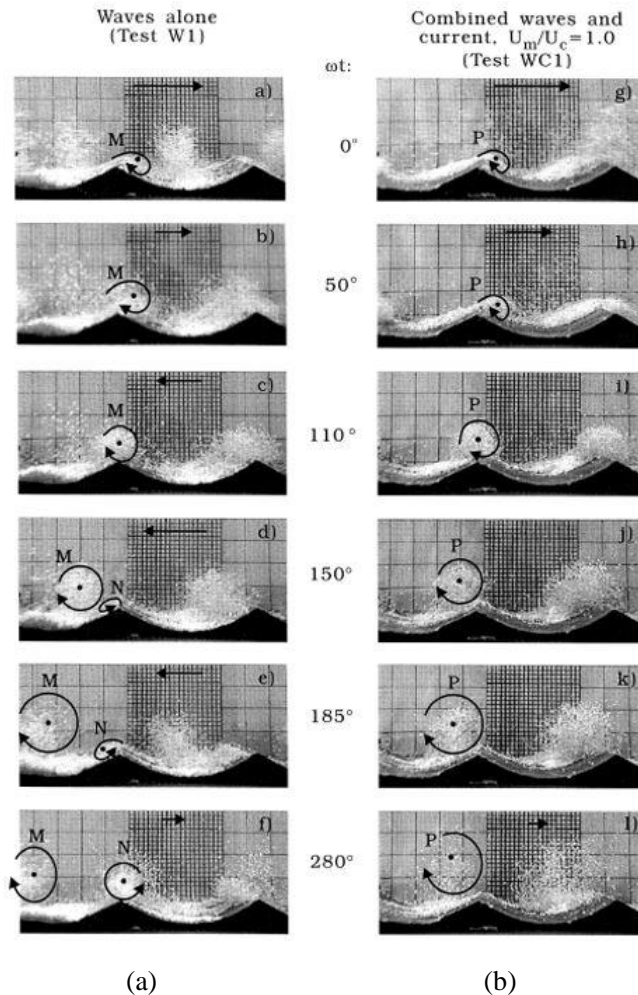 Waves alone
(Test W1)
Combined waves and
current, Um/Uc=1.0
(Test WC1)
ωt:
a)
M
0°
g)
P
b)
M
50°
h)
P
c)
M
110°
i)
P
d)
M
N
150°
j)
P
e)
M
N
185°
k)
P
f)
M
N
280°
l)
P
(a)
(b)